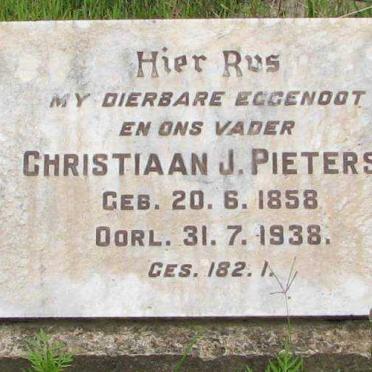 Hier Rus
MY DIERBARE EGGENOOT
EN ONS VADER
CHRISTIAAN J. PIETERS
GEB. 20. 6. 1858
OORL. 31. 7. 1938.
GES. 182. 1.